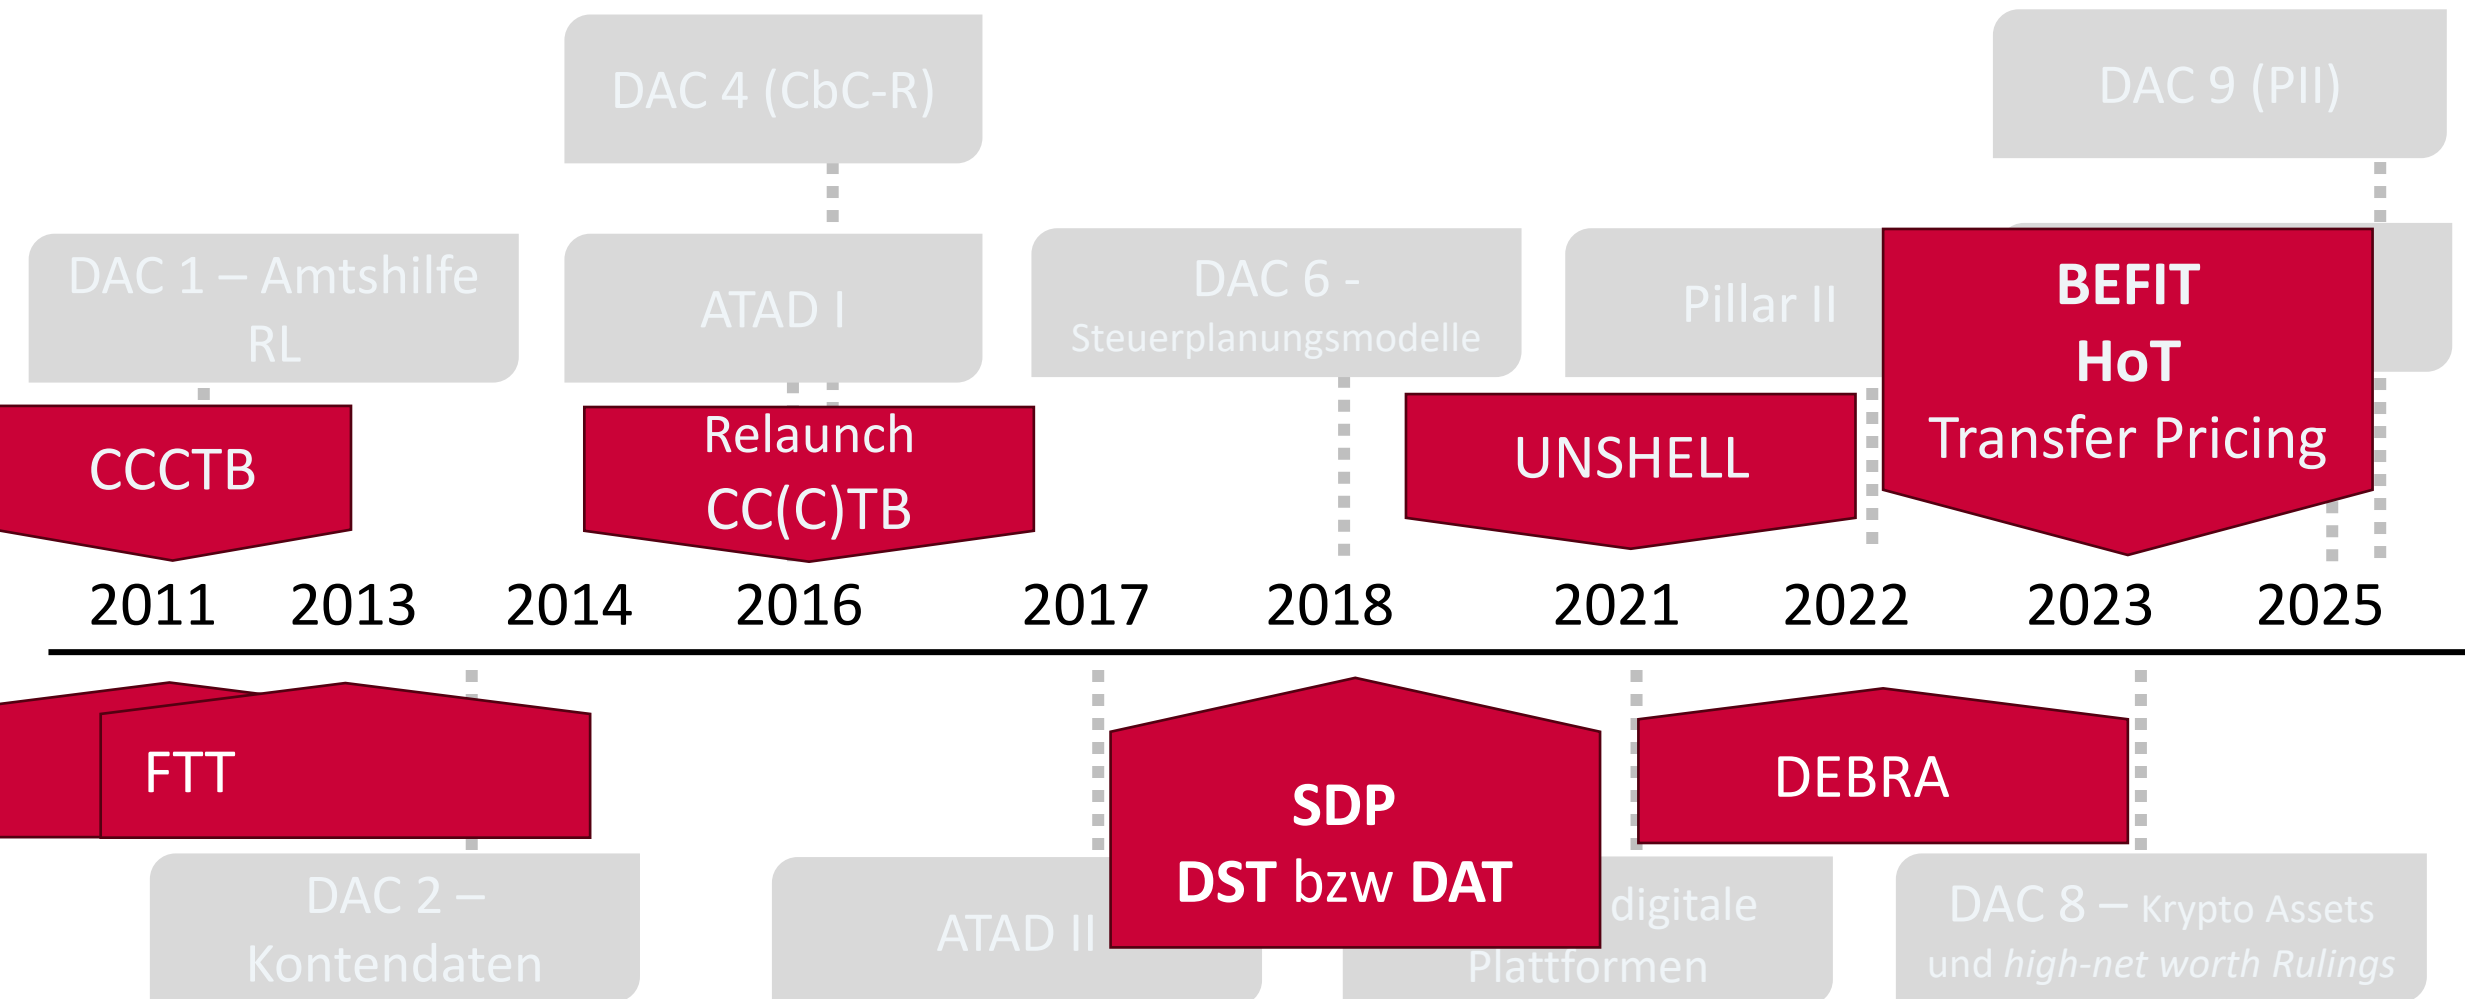 DAC 4 (CbC-R)
DAC 9 (PII)
DAC 1 – Amtshilfe
RL
ATAD I
DAC 6 -
Steuerplanungsmodelle
Pillar II
BEFIT
HoT
Transfer Pricing
CCCTB
Relaunch
CC(C)TB
UNSHELL
2011 2013 2014 2016 2017 2018 2021 2022 2023 2025
FTT
SDP
DST bzw DAT
DEBRA
DAC 2 –
Kontendaten
ATAD II
digitale
Plattformen
DAC 8 – Krypto Assets
und high-net worth Rulings